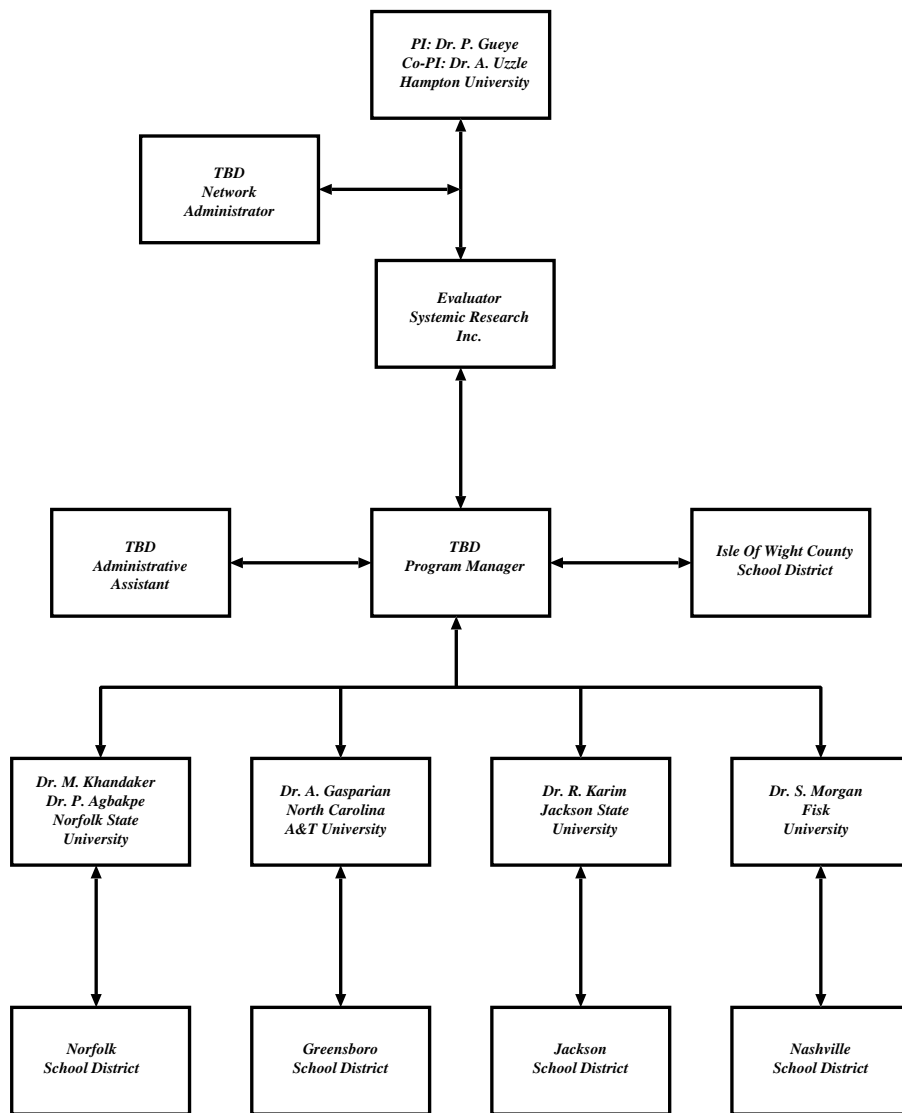 PI: Dr. P. Gueye
Co-PI: Dr. A. Uzzle
Hampton University
TBD
Network
Administrator
Evaluator
Systemic Research
Inc.
TBD
Administrative
Assistant
TBD
Program Manager
Isle Of Wight County
School District
Dr. M. Khandaker
Dr. P. Agbakpe
Norfolk State
University
Dr. A. Gasparian
North Carolina
A&T University
Dr. R. Karim
Jackson State
University
Dr. S. Morgan
Fisk
University
Norfolk
School District
Greensboro
School District
Jackson
School District
Nashville
School District